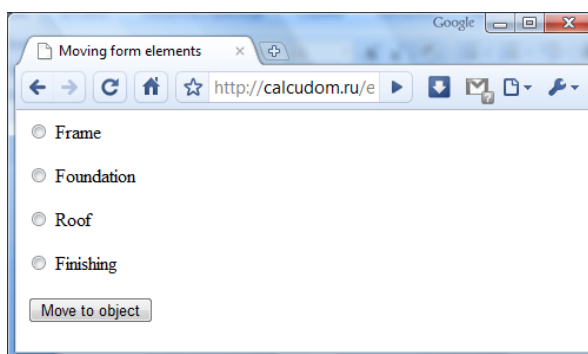 Google
Moving form elements
http://calcudom.ru/e
Frame
Foundation
Roof
Finishing
Move to object